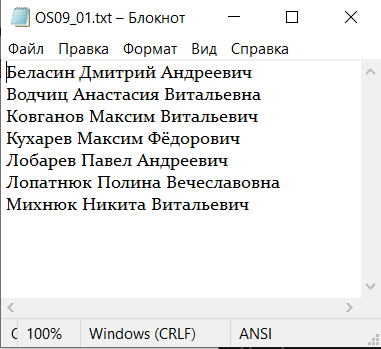 OS09_01.txt – Блокнот
Файл Правка Формат Вид Справка
Беласин Дмитрий Андреевич
Водчиц Анастасия Витальевна
Ковганов Максим Витальевич
Кухарев Максим Фёдорович
Лобарев Павел Андреевич
Лопатнюк Полина Вечеславовна
Михнюк Никита Витальевич
100% Windows (CRLF) ANSI